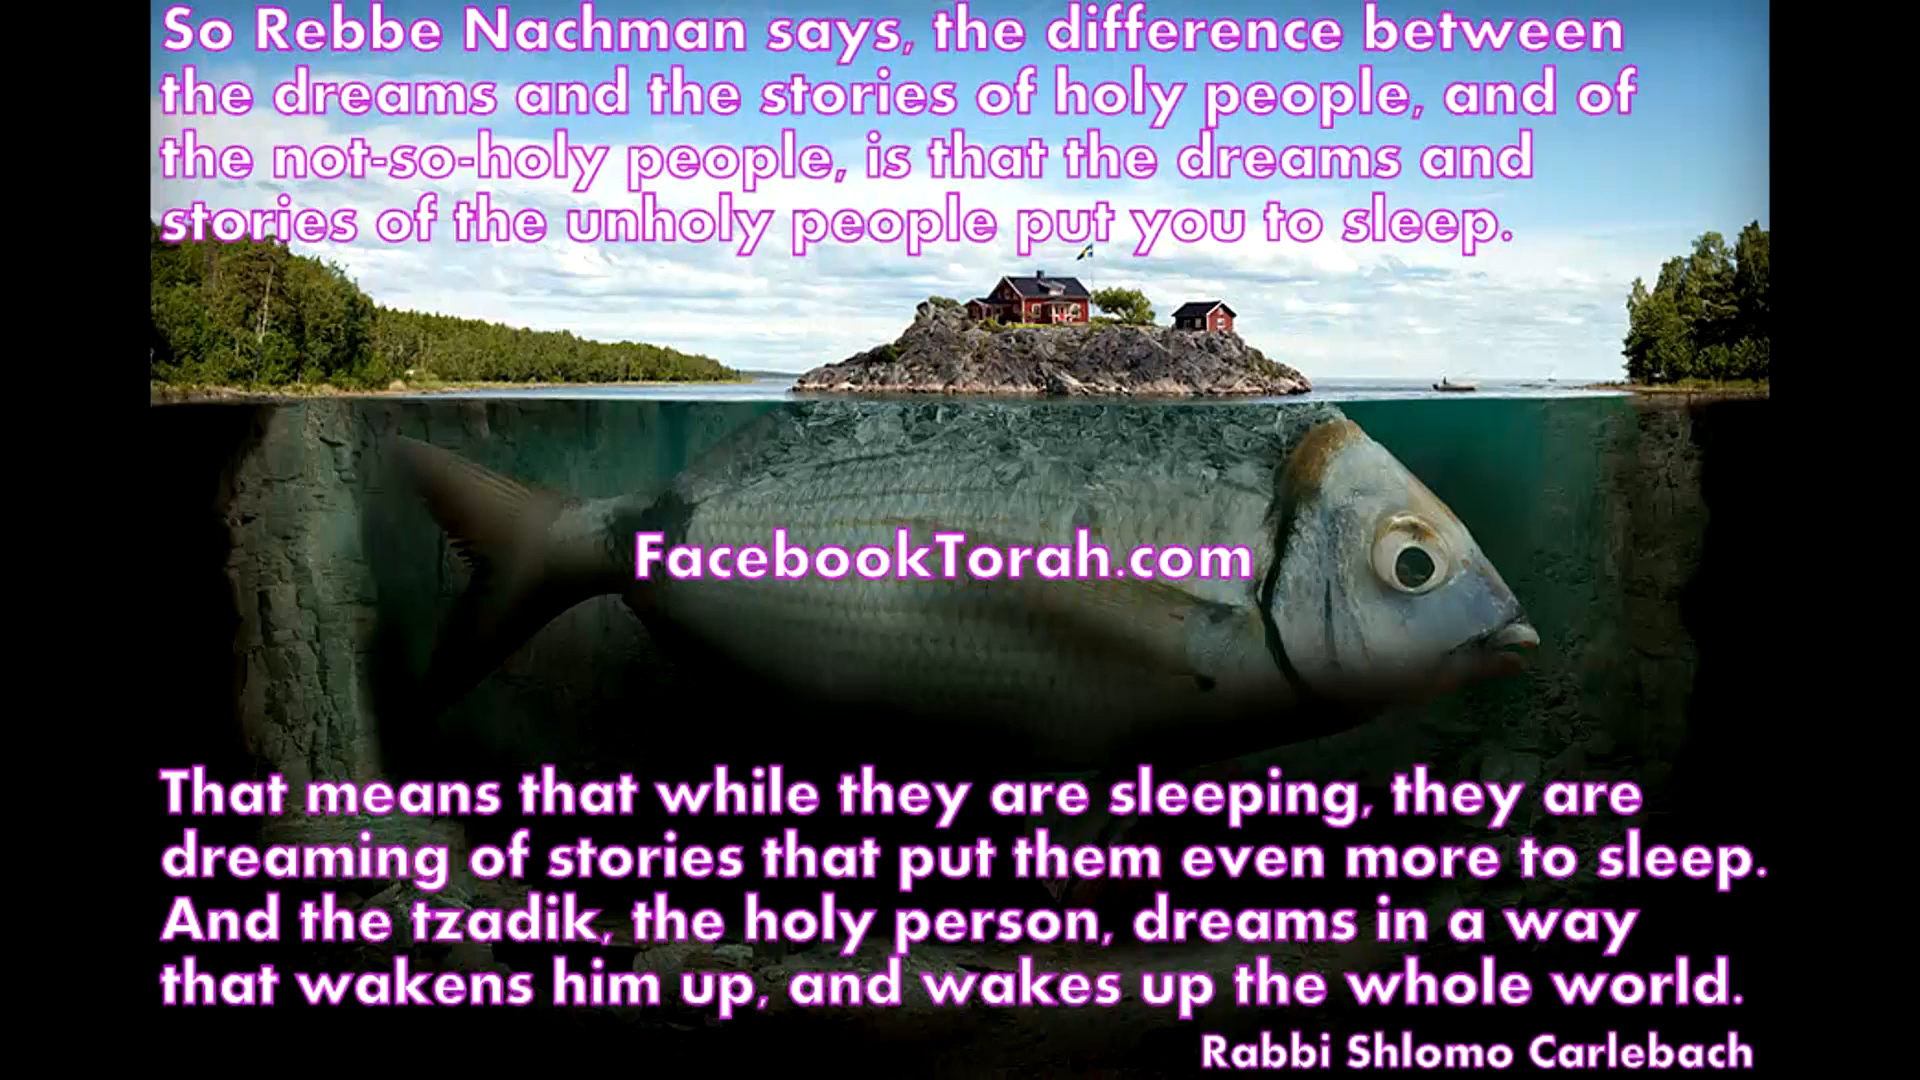 So Rebbe Nachman says, the difference between
the dreams and the stories of holy people, and of
the not-so-holy people, is that the dreams and
stories of the unholy people put you to sleep.
FacebookTorah.com
That means that while they are sleeping, they are
dreaming of stories that put them even more to sleep.
And the tzadik, the holy person, dreams in a way
that wakens him up, and wakes up the whole world.
Rabbi Shlomo Carlebach